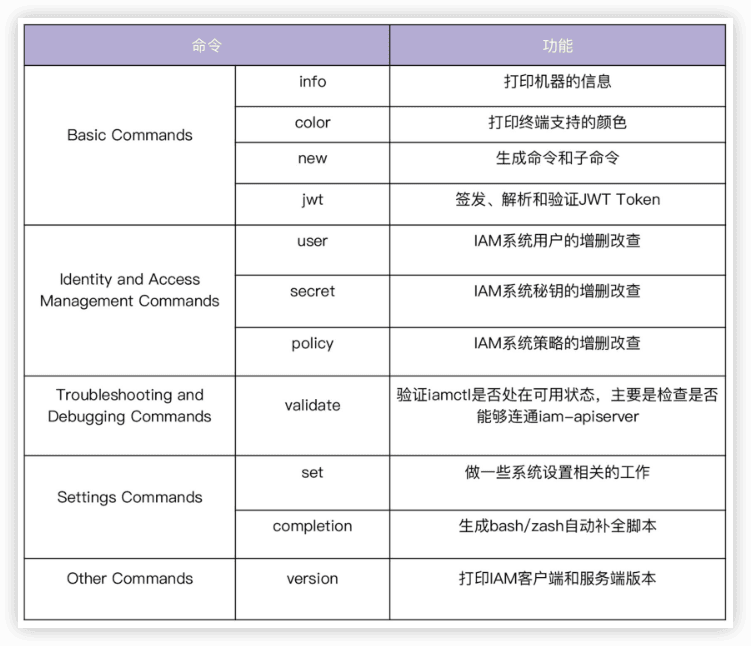 命令 功能
Basic Commands
info 打印机器的信息
color 打印终端支持的颜色
new 生成命令和子命令
jwt 签发、解析和验证JWT Token
Identity and Access
Management Commands
user IAM系统用户的增删改查
secret IAM系统秘钥的增删改查
policy IAM系统策略的增删改查
Troubleshooting and
Debugging Commands
validate
验证iamctl是否处在可用状态，主要是检查是否
能够连通iam-apiserver
Settings Commands
set 做一些系统设置相关的工作
completion 生成bash/zash自动补全脚本
Other Commands version 打印IAM客户端和服务端版本